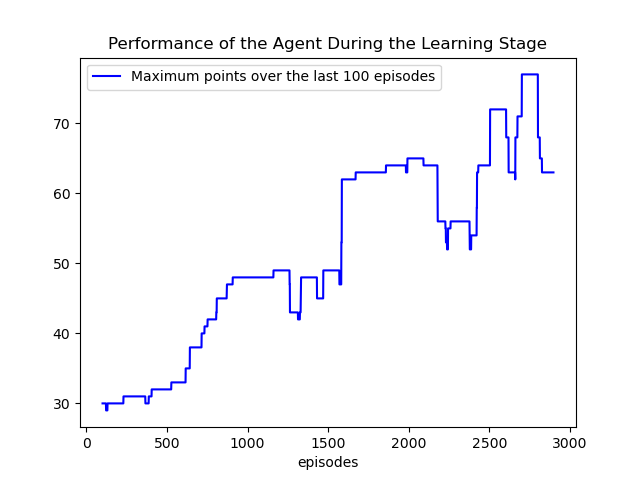 Performance of the Agent During the Learning Stage
Maximum points over the last 100 episodes
70
60
50
40
30
0 500 1000 1500 2000 2500 3000
episodes